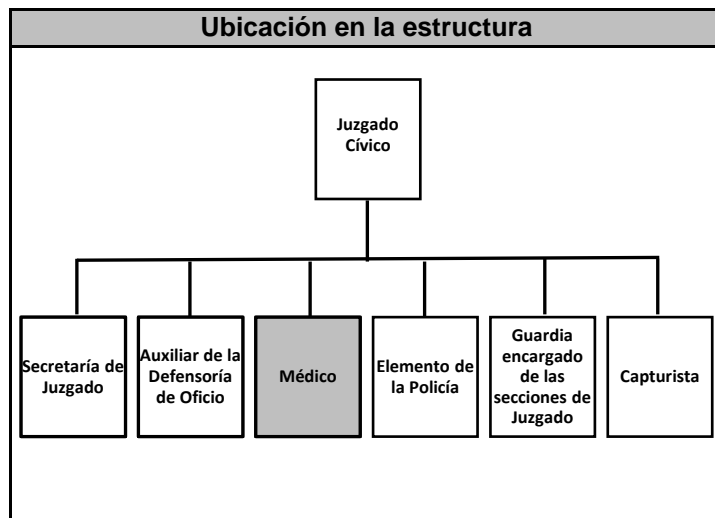 Ubicación en la estructura
Juzgado
Cívico
Secretaría de
Juzgado
Auxiliar de la
Defensoría
de Oficio
Médico
Elemento de
la Policía
Guardia
encargado
de las
secciones de
Juzgado
Capturista